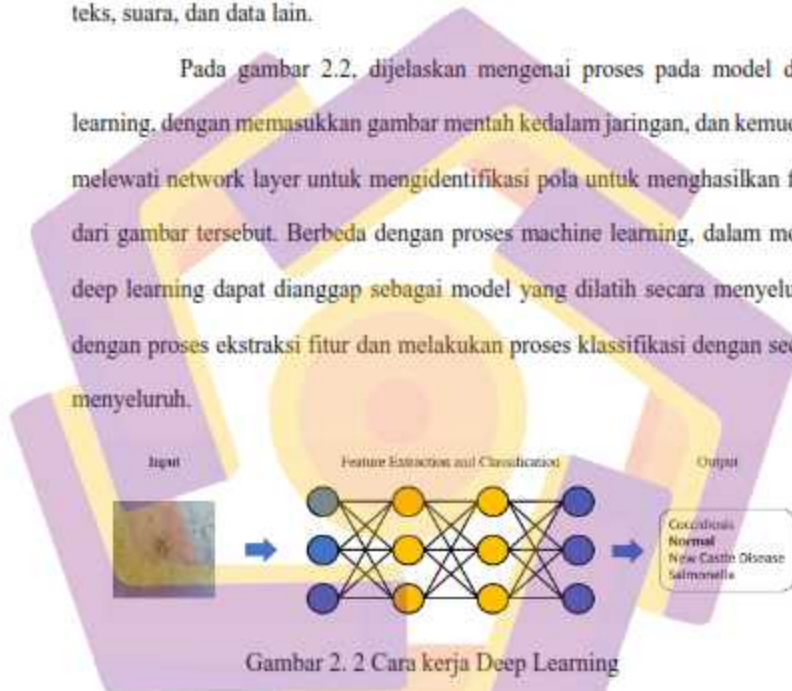 teks, suara, dan data lain.
Pada gambar 2.2, dijelaskan mengenai proses pada model
learning, dengan memasukkan gambar mentah kedalam jaringan, dan
melewati network layer untuk mengidentifikasi pola untuk menghasilkan
dari gambar tersebut. Berbeda dengan proses machine learning, dalam
deep learning dapat dianggap sebagai model yang dilatih secara
dengan proses ekstraksi fitur dan melakukan proses klassifikasi dengan
menyeluruh.
Input Feature Extraction and Classification Output
Coccidiosis
Normal
New Castle Disease
Salmonella
Gambar 2. 2 Cara kerja Deep Learning